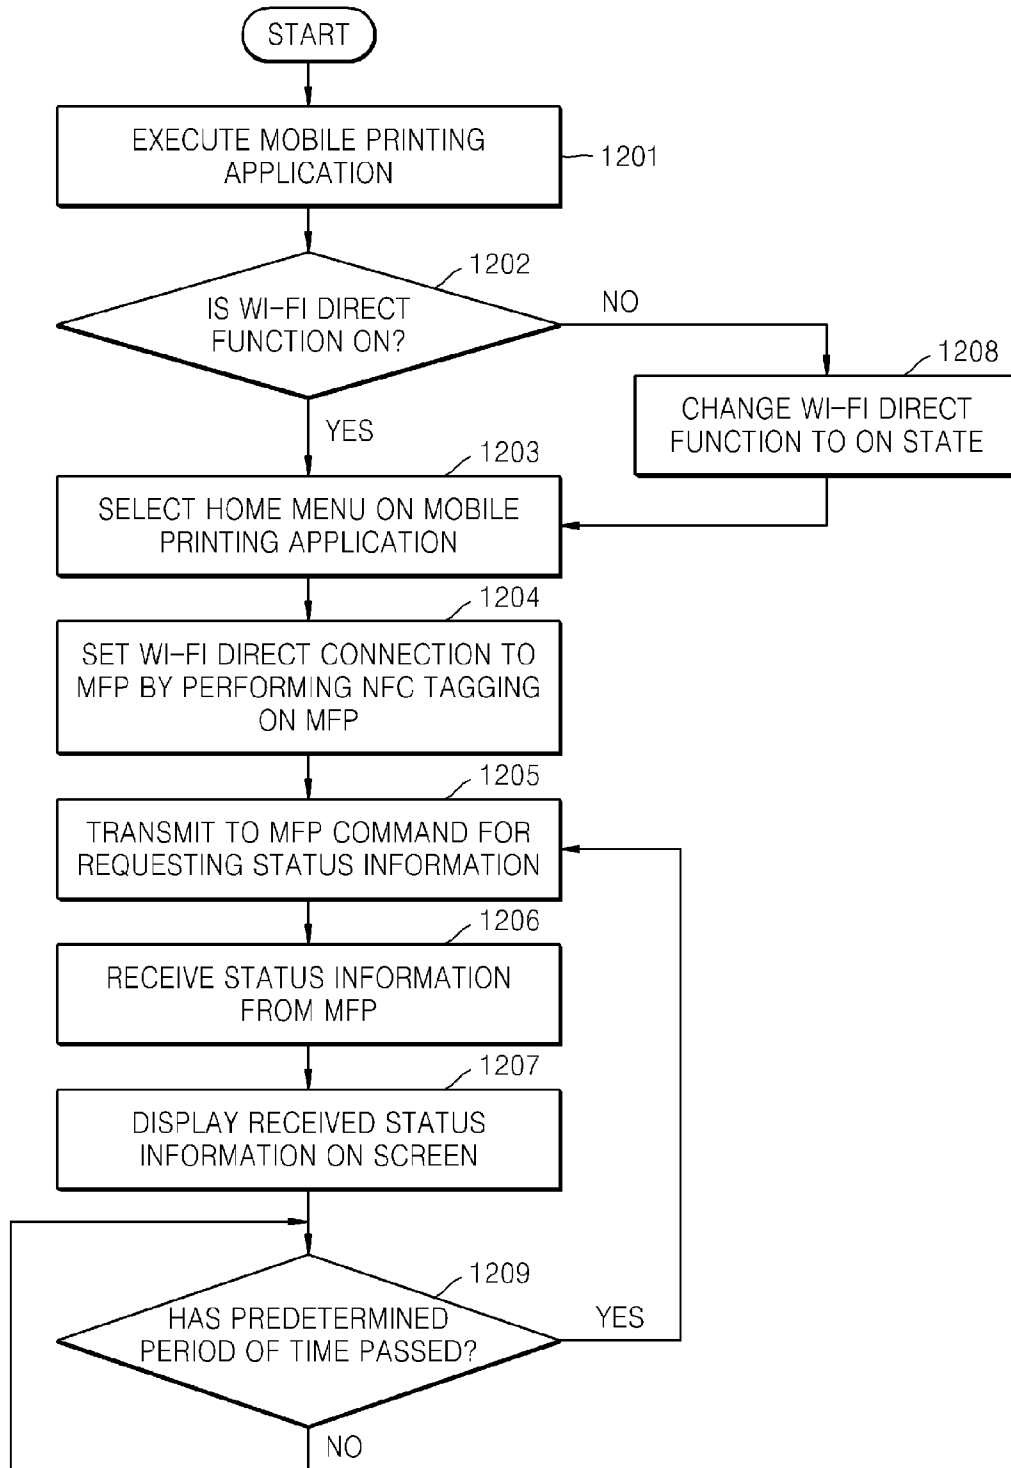 START
EXECUTE MOBILE PRINTING
APPLICATION
1201
1202
IS WI-FI DIRECT
FUNCTION ON?
NO
1208
CHANGE WI-FI DIRECT
FUNCTION TO ON STATE
YES
1203
SELECT HOME MENU ON MOBILE
PRINTING APPLICATION
1204
SET WI-FI DIRECT CONNECTION TO
MFP BY PERFORMING NFC TAGGING
ON MFP
1205
TRANSMIT TO MFP COMMAND FOR
REQUESTING STATUS INFORMATION
1206
RECEIVE STATUS INFORMATION
FROM MFP
1207
DISPLAY RECEIVED STATUS
INFORMATION ON SCREEN
1209
HAS PREDETERMINED
PERIOD OF TIME PASSED?
YES
NO